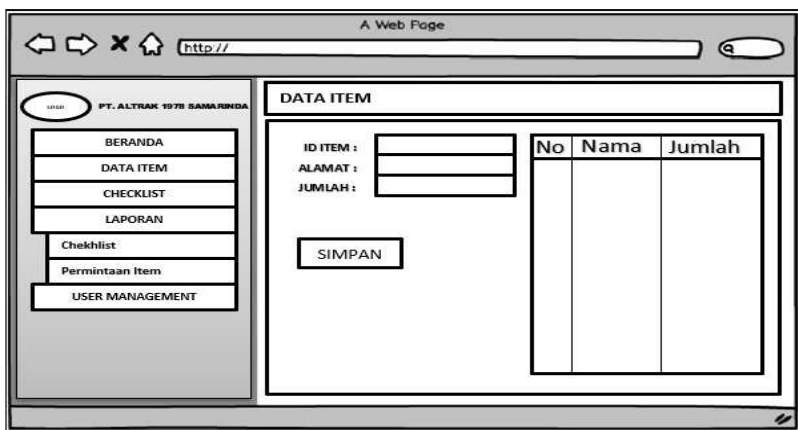 A Web Page
http://
LOGO
PT. ALTRAK 1978 SAMARINDA
BERANDA
DATA ITEM
CHECKLIST
LAPORAN
Chekhlist
Permintaan Item
USER MANAGEMENT
DATA ITEM
ID ITEM :
ALAMAT :
JUMLAH :
SIMPAN
No Nama Jumlah